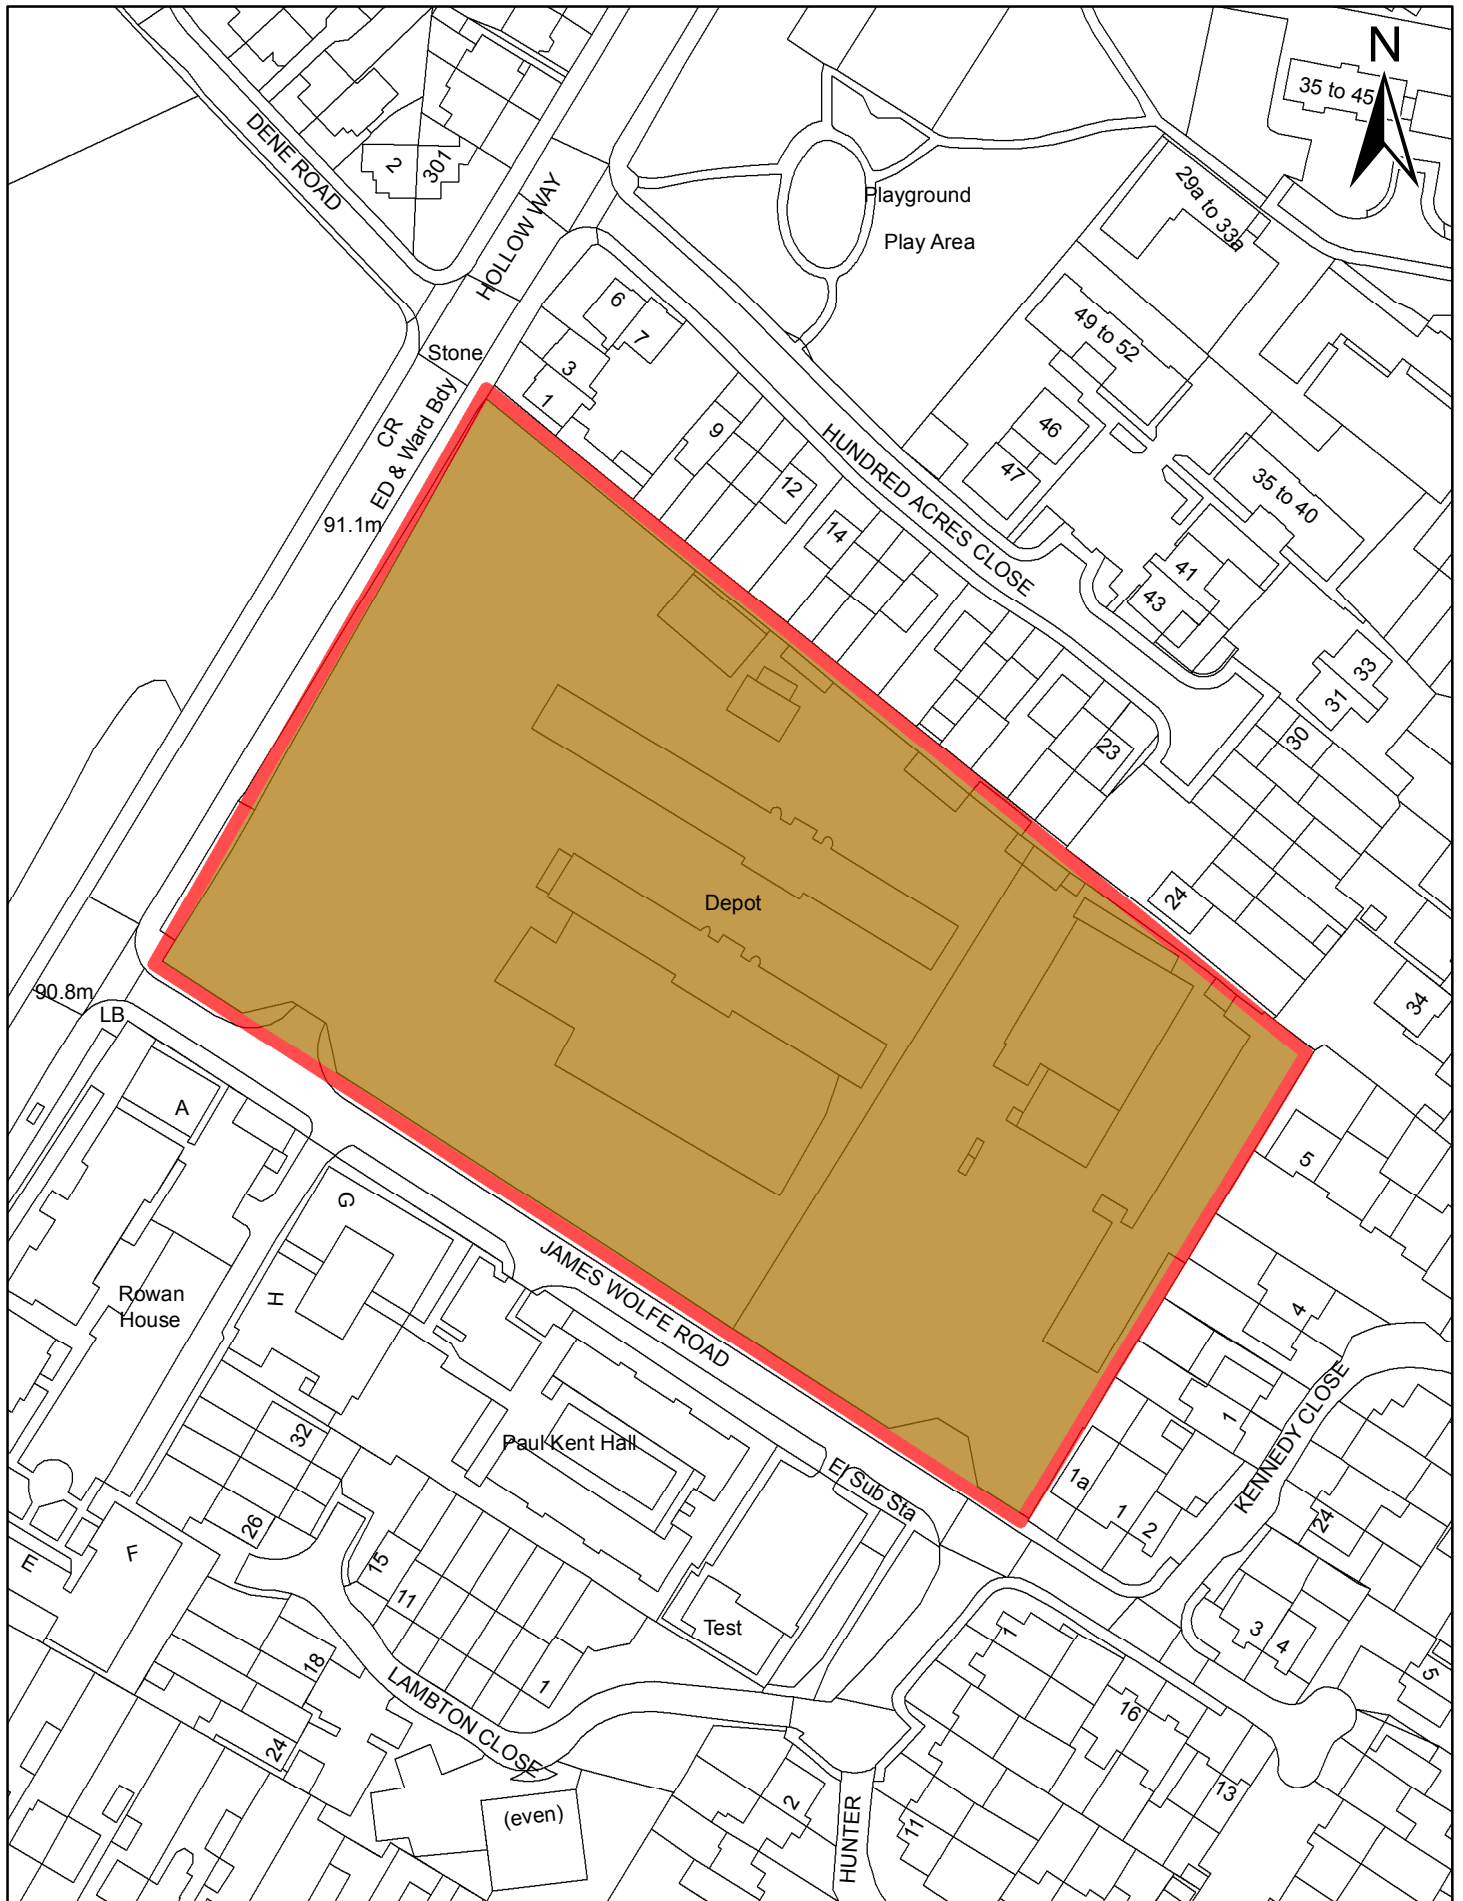 N
35 to 45
DENE ROAD
2
301
HOLLOW WAY
Playground
Play Area
29a to 33a
6
7
49 to 52
Stone
3
1
CR
ED & Ward Bdy
9
46
47
12
HUNDRED ACRES CLOSE
35 to 40
91.1m
14
41
43
33
31
30
23
Depot
24
34
90.8m
LB
A
5
G
H
Rowan
House
JAMES WOLFE ROAD
4
1
KENNEDY CLOSE
32
Paul Kent Hall
El Sub Sta
1a
1
2
24
26
E
F
15
11
Test
1
3
4
5
18
1
LAMBTON CLOSE
16
24
13
(even)
2
HUNTER
11